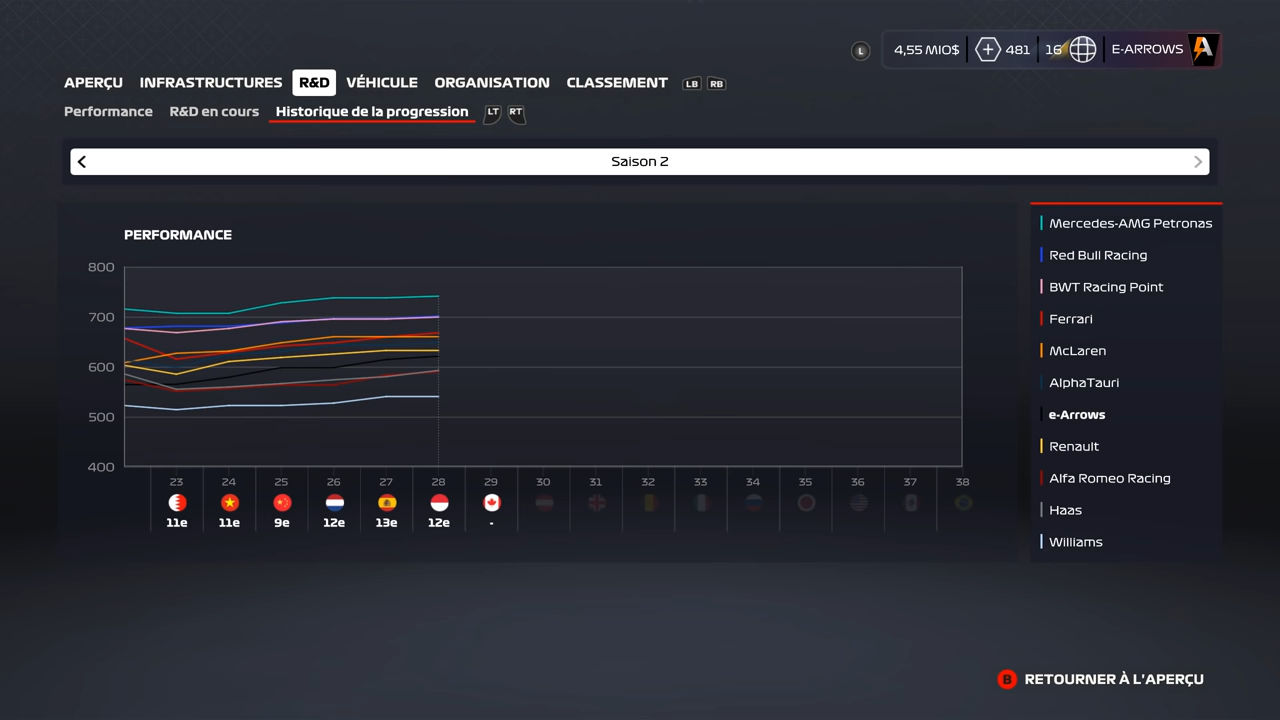 L
4,55 MIO$ 481 16 E-ARROWS
APERÇU INFRASTRUCTURES R&D VÉHICULE ORGANISATION CLASSEMENT LB RB
Performance R&D en cours Historique de la progression LT RT
Saison 2
PERFORMANCE
800
700
600
500
400
23 24 25 26 27 28 29 30 31 32 33 34 35 36 37 38
11e 11e 9e 12e 13e 12e -
Mercedes-AMG Petronas
Red Bull Racing
BWT Racing Point
Ferrari
McLaren
AlphaTauri
e-Arrows
Renault
Alfa Romeo Racing
Haas
Williams
B RETOURNER À L'APERÇU